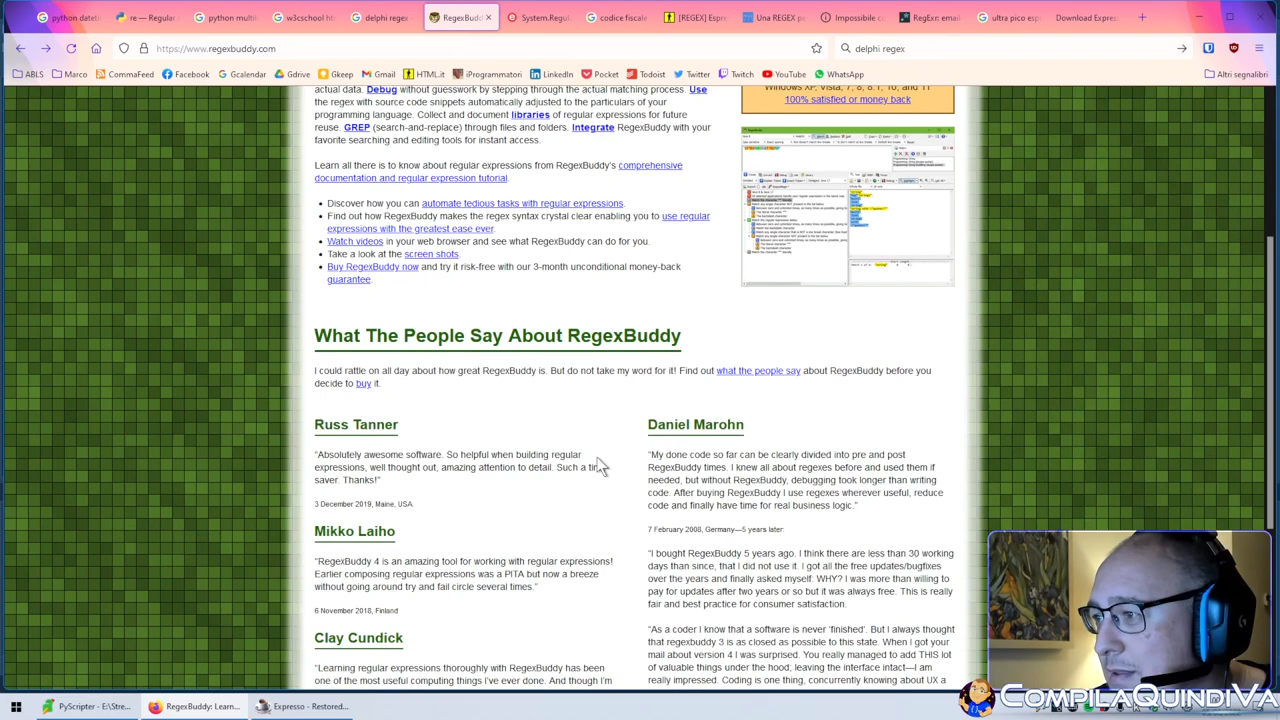 python dateti
re — Regular
python multi
w3cschool ht
delphi regex
RegexBudd
System.Regul
codice fiscale
[REGEX] Espre
Una REGEX pe
Impossibile c
RegExr: email
ultra pico esp
Download Expres
https://www.regexbuddy.com
delphi regex
ABLS
Marco
CommaFeed
Facebook
Gcalendar
Gdrive
Gkeep
Gmail
HTML.it
iProgrammatori
LinkedIn
Pocket
Todoist
Twitter
Twitch
YouTube
WhatsApp
Altri segnalibri
actual data. Debug without guesswork by stepping through the actual matching process. Use
the regex with source code snippets automatically adjusted to the particulars of your
programming language. Collect and document libraries of regular expressions for future
reuse. GREP (search-and-replace) through files and folders. Integrate RegexBuddy with your
favorite searching and editing tools for instant access.
Windows XP, Vista, 7, 8, 8.1, 10, and 11
100% satisfied or money back
Learn all there is to know about regular expressions from RegexBuddy's comprehensive
documentation and regular expression tutorial.
• Discover how you can automate tedious tasks with regular expressions.
• Find out how RegexBuddy makes the regex syntax crystal clear enabling you to use regular
expressions with the greatest ease ever.
• Watch videos in your web browser and see what RegexBuddy can do for you.
• Take a look at the screen shots.
• Buy RegexBuddy now and try it risk-free with our 3-month unconditional money-back
guarantee.
What The People Say About RegexBuddy
I could rattle on all day about how great RegexBuddy is. But do not take my word for it! Find out what the people say about RegexBuddy before you
decide to buy it.
Russ Tanner
“Absolutely awesome software. So helpful when building regular
expressions, well thought out, amazing attention to detail. Such a time
saver. Thanks!”
3 December 2019, Maine, USA
Mikko Laiho
“RegexBuddy 4 is an amazing tool for working with regular expressions!
Earlier composing regular expressions was a PITA but now a breeze
without going around try and fail circle several times.”
6 November 2018, Finland
Clay Cundick
“Learning regular expressions thoroughly with RegexBuddy has been
one of the most useful computing things I've ever done. And though I'm
Daniel Marohn
“My done code so far can be clearly divided into pre and post
RegexBuddy times. I knew all about regexes before and used them if
needed, but without RegexBuddy, debugging took longer than writing
code. After buying RegexBuddy I use regexes wherever useful, reduce
code and finally have time for real business logic.”
7 February 2008, Germany—5 years later:
“I bought RegexBuddy 5 years ago. I think there are less than 30 working
days than since, that I did not use it. I got all the free updates/bugfixes
over the years and finally asked myself: WHY? I was more than willing to
pay for updates after two years or so but it was always free. This is really
fair and best practice for consumer satisfaction.
“As a coder I know that a software is never ‘finished’. But I always thought
that regexbuddy 3 is as closed as possible to this state. When I got your
mail about version 4 I was surprised. You really managed to add THIS lot
of valuable things under the hood; leaving the interface intact—I am
really impressed. Coding is one thing, concurrently knowing about UX a
COMPILAQUINDIVA
PyScripter - E:\Stre...
RegexBuddy: Learn...
Expresso - Restored...